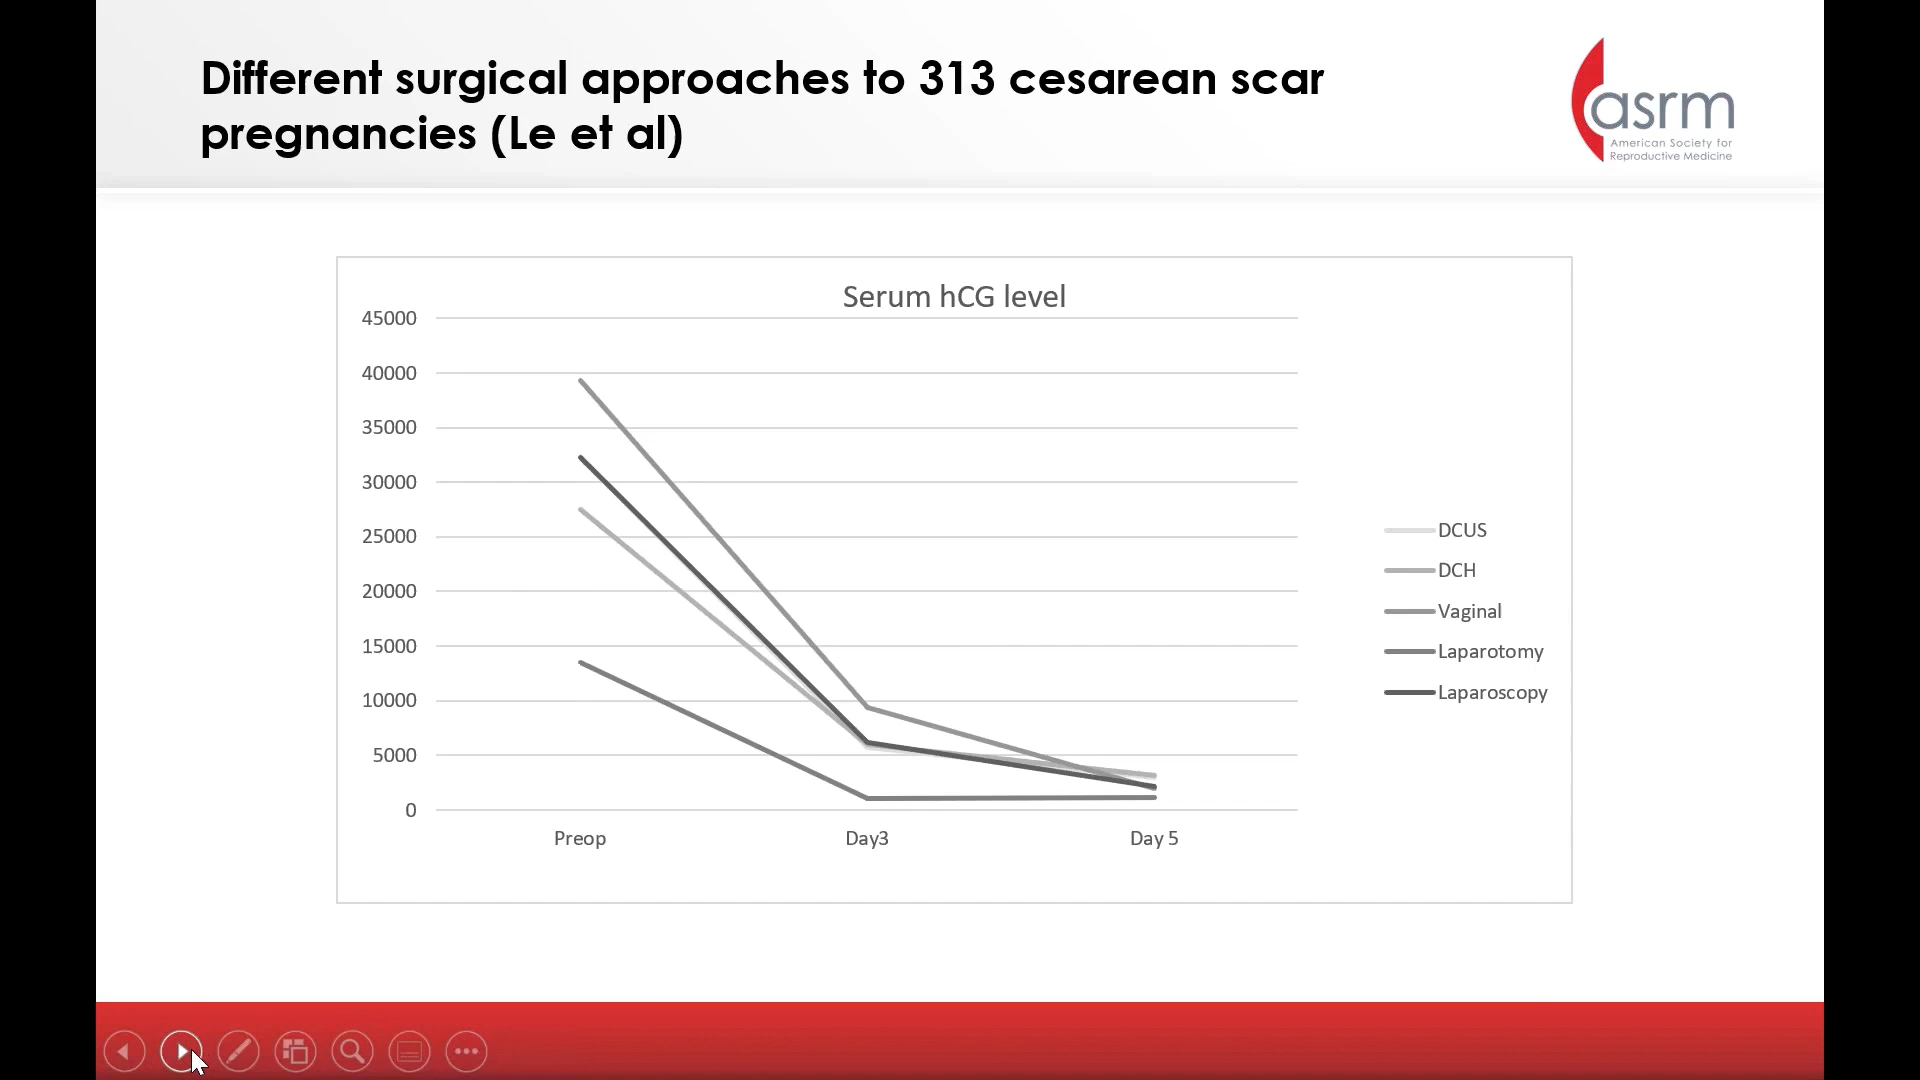 Different surgical approaches to 313 cesarean scar
pregnancies (Le et al)
asrm
American Society for
Reproductive Medicine
Serum hCG level
45000
40000
35000
30000
25000
20000
15000
10000
5000
0
Preop
Day3
Day 5
DCUS
DCH
Vaginal
Laparotomy
Laparoscopy